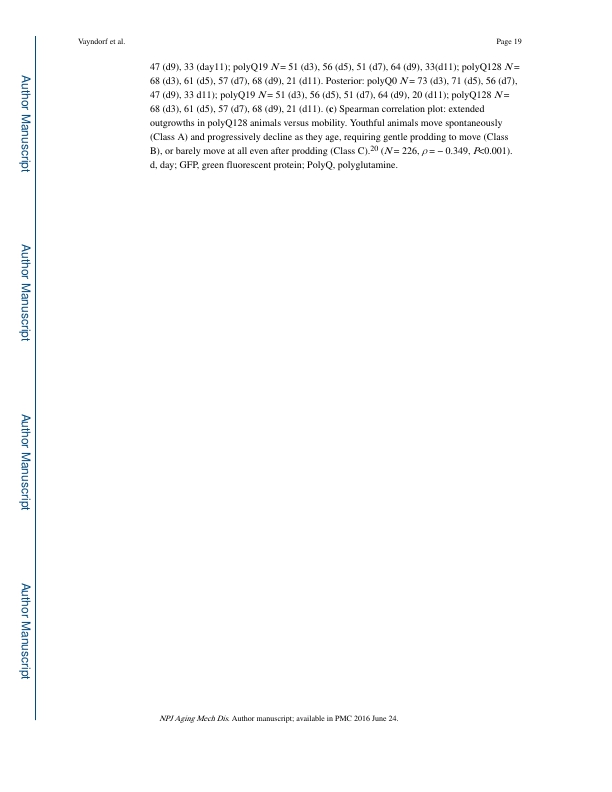 Vayndorf et al.
Page 19
47 (d9), 33 (day11); polyQ19 N = 51 (d3), 56 (d5), 51 (d7), 64 (d9), 33(d11); polyQ128 N =
68 (d3), 61 (d5), 57 (d7), 68 (d9), 21 (d11). Posterior: polyQ0 N = 73 (d3), 71 (d5), 56 (d7),
47 (d9), 33 d11); polyQ19 N = 51 (d3), 56 (d5), 51 (d7), 64 (d9), 20 (d11); polyQ128 N =
68 (d3), 61 (d5), 57 (d7), 68 (d9), 21 (d11). (c) Spearman correlation plot: extended
outgrowths in polyQ128 animals versus mobility. Youthful animals move spontaneously
(Class A) and progressively decline as they age, requiring gentle prodding to move (Class
B), or barely move at all even after prodding (Class C).20 (N = 226, ρ = − 0.349, P<0.001).
d, day; GFP, green fluorescent protein; PolyQ, polyglutamine.
Author Manuscript
Author Manuscript
Author Manuscript
Author Manuscript
NPJ Aging Mech Dis. Author manuscript; available in PMC 2016 June 24.